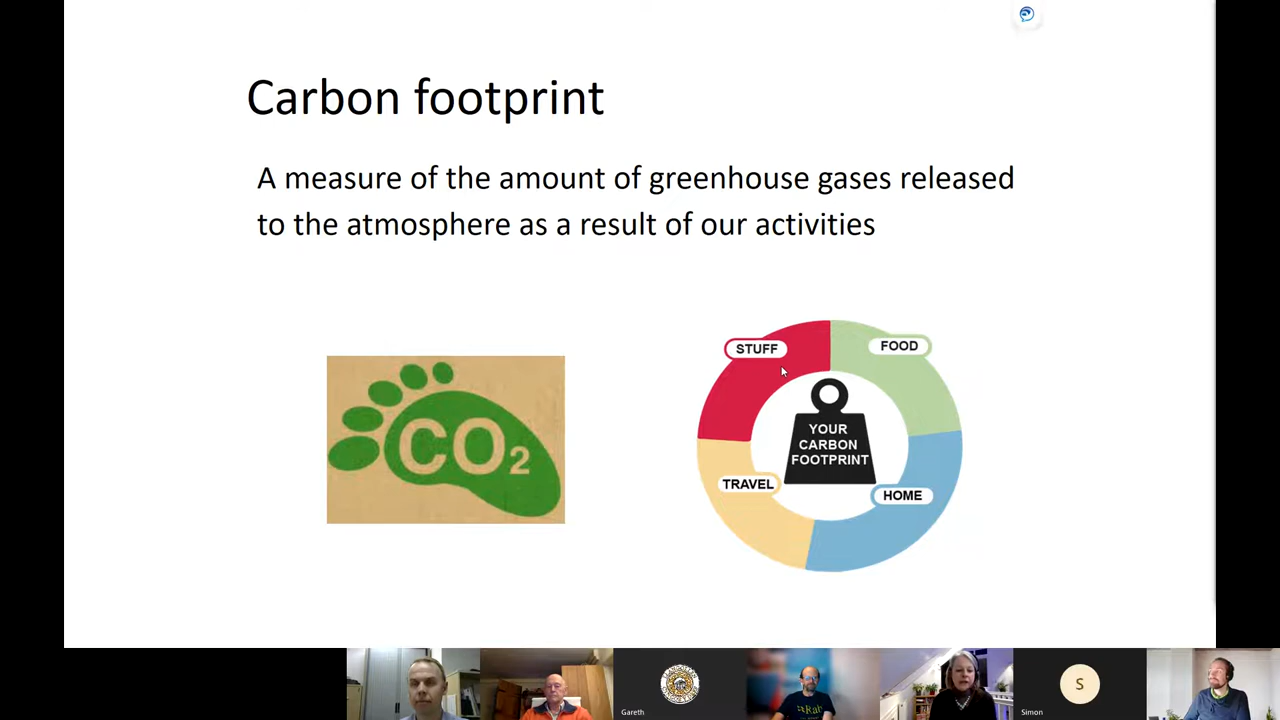 Carbon footprint
A measure of the amount of greenhouse gases released
to the atmosphere as a result of our activities
CO2
STUFF
FOOD
YOUR
CARBON
FOOTPRINT
TRAVEL
HOME
Gareth
Rab
S
Simon